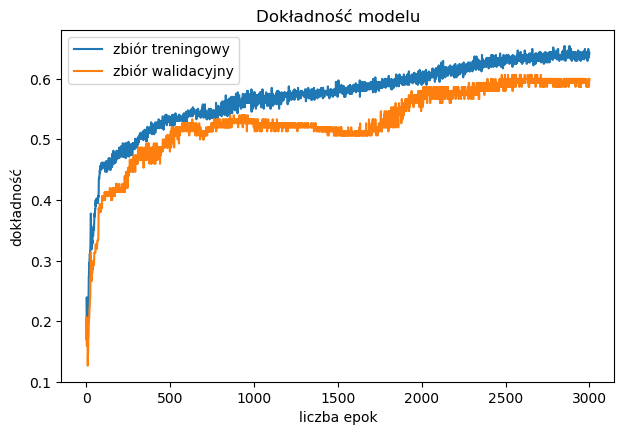 Dokładność modelu
zbiór treningowy
zbiór walidacyjny
dokładność
0.6
0.5
0.4
0.3
0.2
0.1
0 500 1000 1500 2000 2500 3000
liczba epok